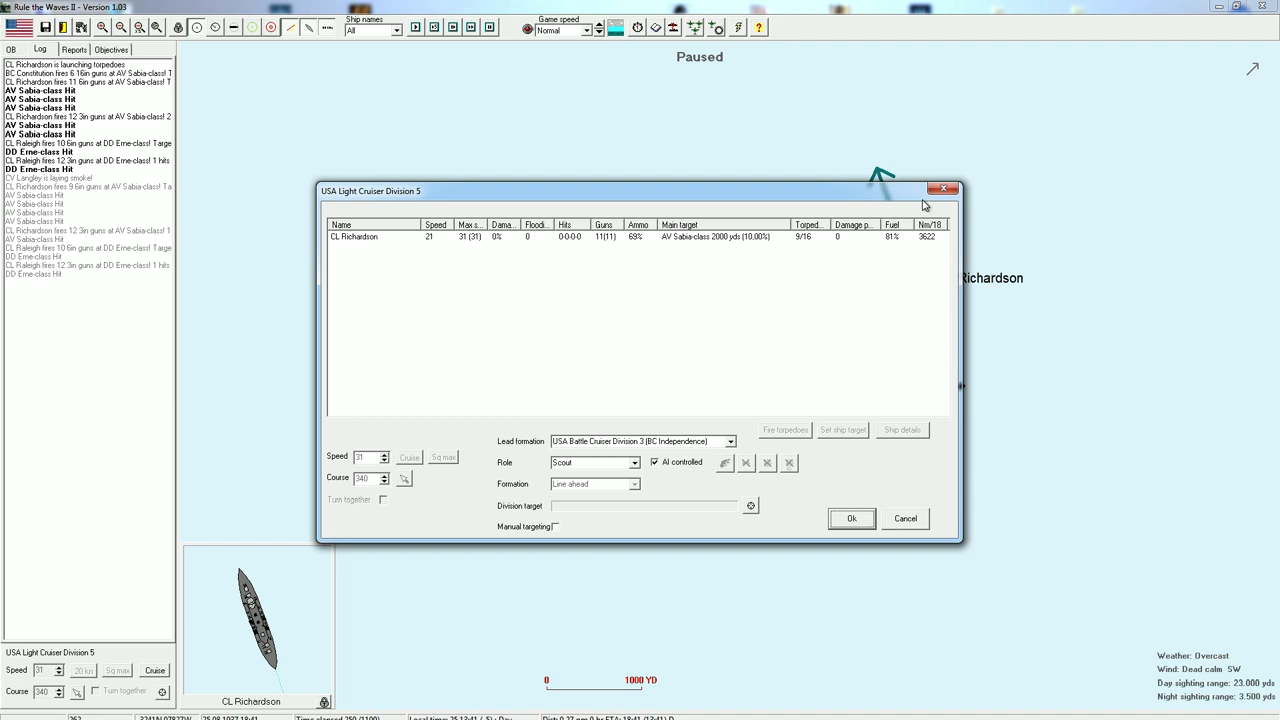 Rule the Waves II - Version 1.03
Ship names
All
Game speed
Normal
OB Log Reports Objectives
Paused
CL Richardson is launching torpedoes
BC Constitution fires 6 16in guns at AV Sabia-class! T
CL Richardson fires 11 6in guns at AV Sabia-class! T
AV Sabia-class Hit
AV Sabia-class Hit
AV Sabia-class Hit
CL Richardson fires 12 3in guns at AV Sabia-class! 2
AV Sabia-class Hit
AV Sabia-class Hit
CL Raleigh fires 10 6in guns at DD Erne-class! Targe
DD Erne-class Hit
CL Raleigh fires 12 3in guns at DD Erne-class! 1 hits
DD Erne-class Hit
CV Langley is laying smoke!
CL Richardson fires 9 6in guns at AV Sabia-class! Ta
AV Sabia-class Hit
AV Sabia-class Hit
AV Sabia-class Hit
AV Sabia-class Hit
CL Richardson fires 12 3in guns at AV Sabia-class! 1
AV Sabia-class Hit
CL Raleigh fires 10 6in guns at DD Erne-class! Targe
DD Erne-class Hit
CL Raleigh fires 12 3in guns at DD Erne-class! 1 hits
DD Erne-class Hit
USA Light Cruiser Division 5
Name Speed Max s... Dama... Floodi... Hits Guns Ammo Main target Torped... Damage p... Fuel Nm/18
CL Richardson 21 31 (31) 0% 0 0-0-0-0 11(11) 69% AV Sabia-class 2000 yds (10,00%) 9/16 0 81% 3622
Richardson
Fire torpedoes Set ship target Ship details
Lead formation USA Battle Cruiser Division 3 (BC Independence)
Speed 31 Cruise Sq max
Role Scout AI controlled
Course 340
Formation Line ahead
Turn together
Division target
Manual targeting
Ok Cancel
USA Light Cruiser Division 5
Speed 31 20 kn Sq max Cruise
Course 340 Turn together
CL Richardson
0 1000 YD
Weather: Overcast
Wind: Dead calm SW
Day sighting range: 23.000 yds
Night sighting range: 3.500 yds